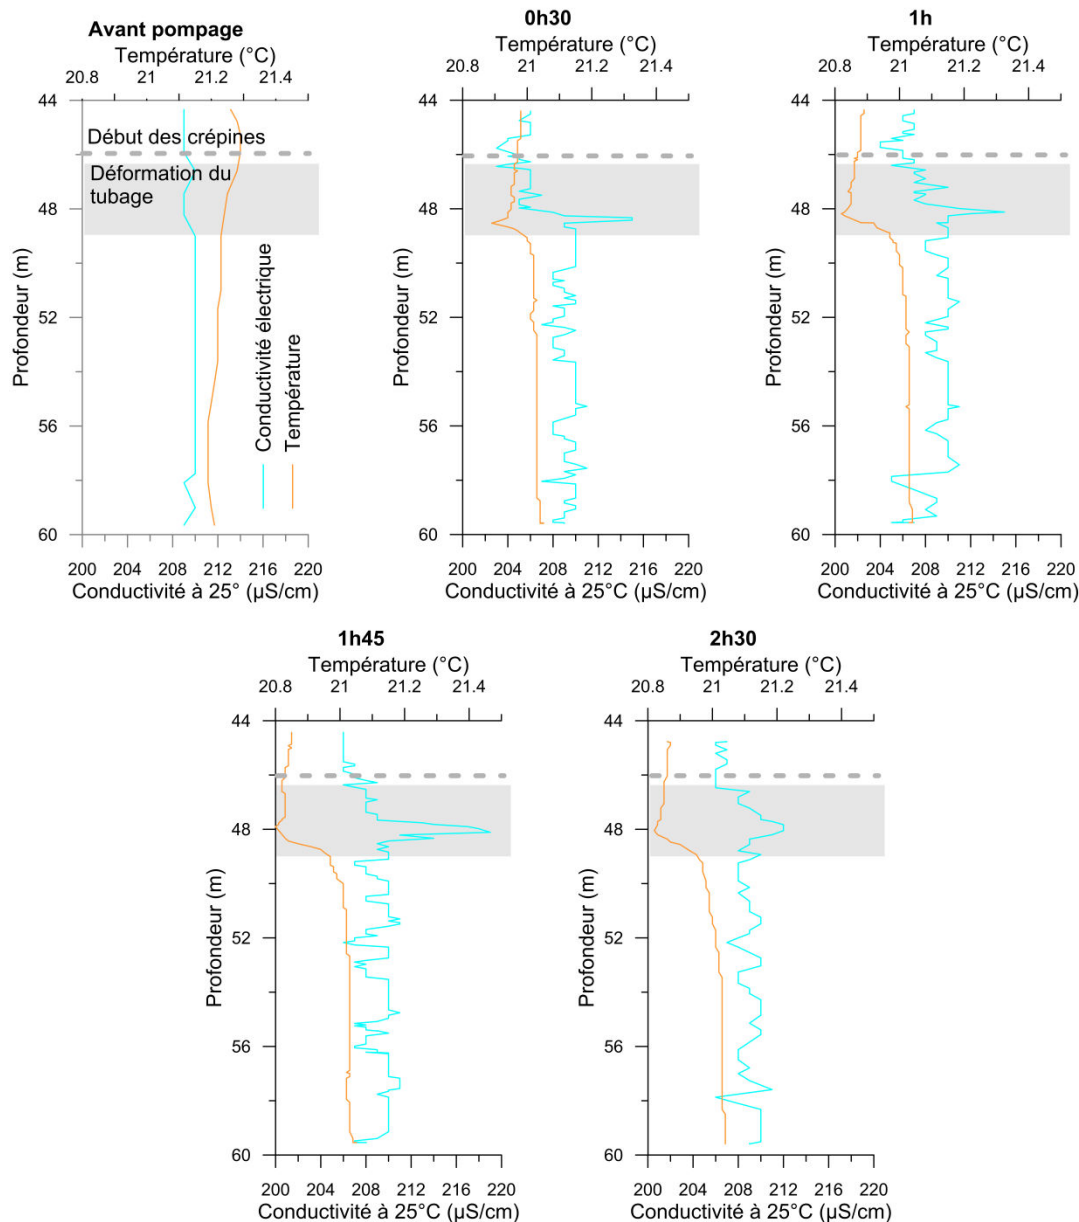 Avant pompage
Température (°C)
20.8 21 21.2 21.4
44
48
52
56
60
Profondeur (m)
Début des crépines
Déformation du
tubage
Conductivité électrique
Température
200 204 208 212 216 220
Conductivité à 25° (µS/cm)
0h30
Température (°C)
20.8 21 21.2 21.4
44
48
52
56
60
Profondeur (m)
200 204 208 212 216 220
Conductivité à 25°C (µS/cm)
1h
Température (°C)
20.8 21 21.2 21.4
44
48
52
56
60
Profondeur (m)
200 204 208 212 216 220
Conductivité à 25°C (µS/cm)
1h45
Température (°C)
20.8 21 21.2 21.4
44
48
52
56
60
Profondeur (m)
200 204 208 212 216 220
Conductivité à 25°C (µS/cm)
2h30
Température (°C)
20.8 21 21.2 21.4
44
48
52
56
60
Profondeur (m)
200 204 208 212 216 220
Conductivité à 25°C (µS/cm)